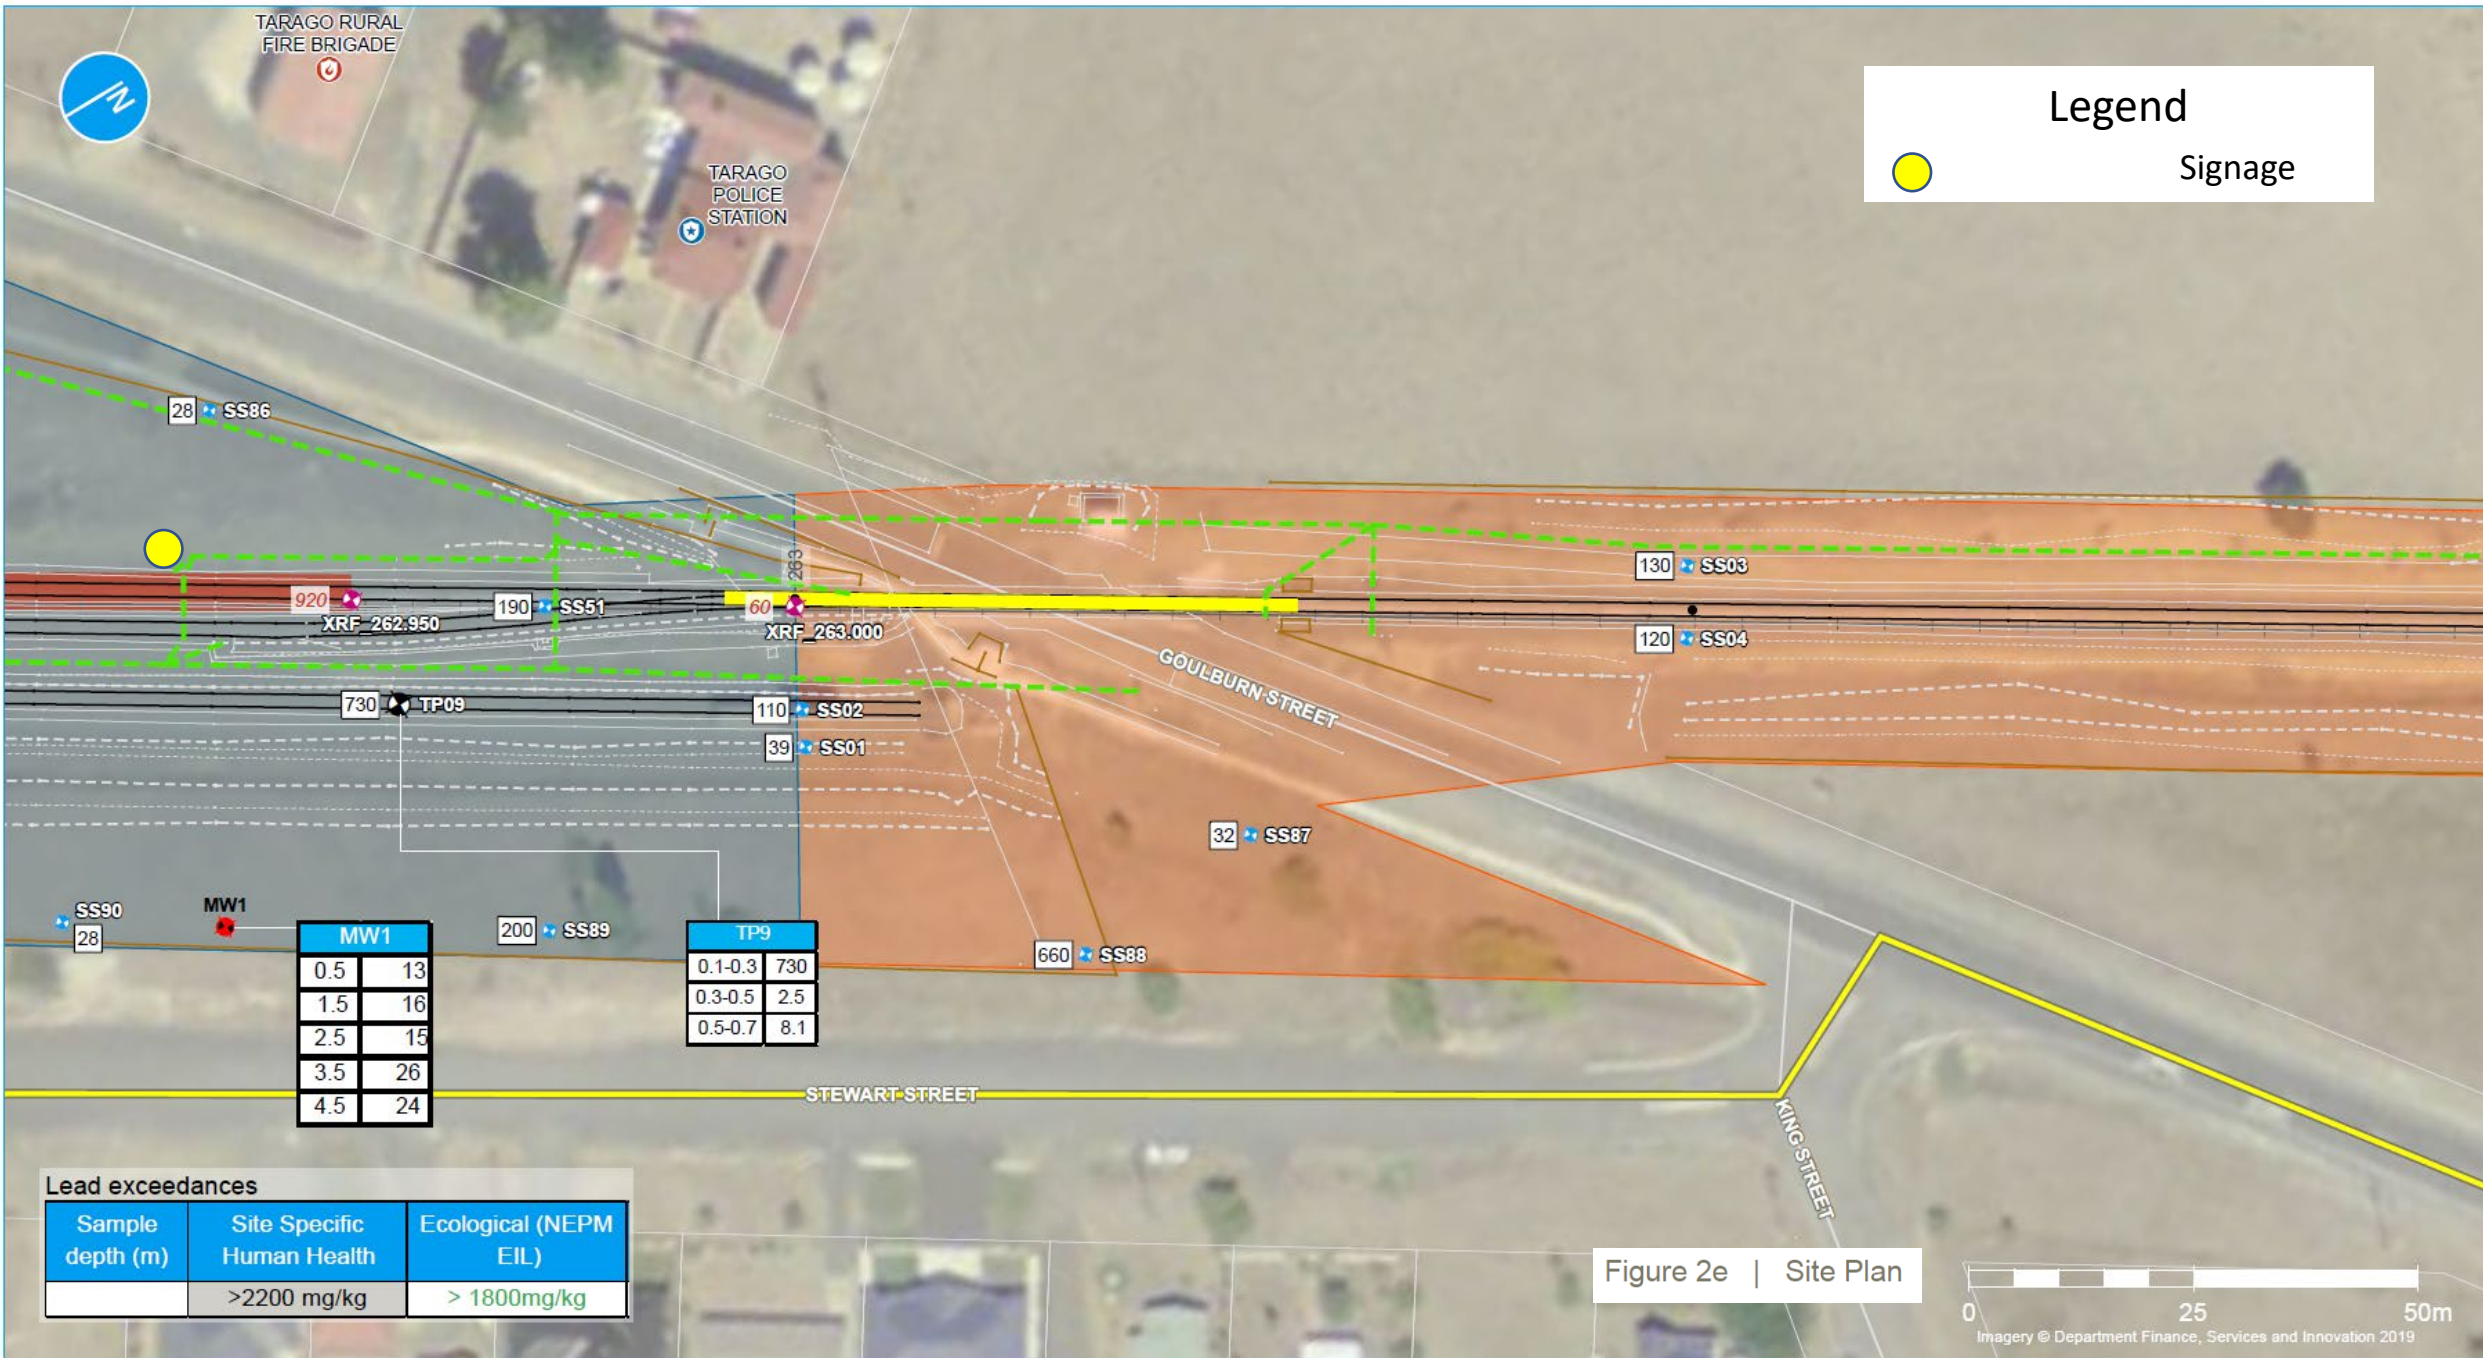 TARAGO RURAL
FIRE BRIGADE
N
Legend
Signage
TARAGO
POLICE
STATION
28 SS86
263
130 SS03
920
XRF_262.950
190 SS51
60
XRF_263.000
120 SS04
GOULBURN STREET
730 TP09
110 SS02
39 SS01
32 SS87
SS90
28
MW1
200 SS89
660 SS88
MW1
0.5 13
1.5 16
2.5 15
3.5 26
4.5 24
TP9
0.1-0.3 730
0.3-0.5 2.5
0.5-0.7 8.1
STEWART STREET
KING STREET
Lead exceedances
Sample depth (m)
Site Specific Human Health
Ecological (NEPM EIL)
>2200 mg/kg
> 1800mg/kg
Figure 2e | Site Plan
0 25 50m
Imagery © Department Finance, Services and Innovation 2019